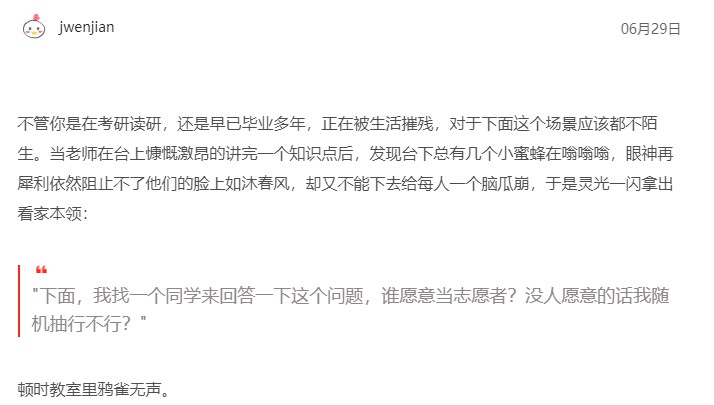 jwenjian
06月29日
不管你是在考研读研，还是早已毕业多年，正在被生活摧残，对于下面这个场景应该都不陌
生。当老师在台上慷慨激昂的讲完一个知识点后，发现台下总有几个小蜜蜂在嗡嗡嗡，眼神再
犀利依然阻止不了他们的脸上如沐春风，却又不能下去给每人一个脑瓜崩，于是灵光一闪拿出
看家本领：
❝
"下面，我找一个同学来回答一下这个问题，谁愿意当志愿者？没人愿意的话我随
机抽行不行？"
顿时教室里鸦雀无声。